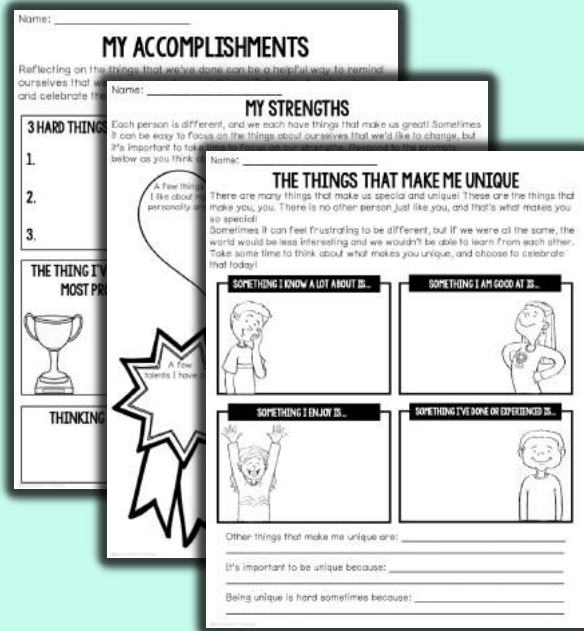 Name:
MY ACCOMPLISHMENTS
Reflecting on the things that we've done can be a helpful way to remind
ourselves that we
and celebrate the
3 HARD THINGS
1.
2.
3.
THE THING I'V
MOST PR
THINKING
Name:
MY STRENGTHS
Each person is different, and we each have things that make us great! Sometimes
it can be easy to focus on the things about ourselves that we'd like to change, but
it's important to take time to focus on our strengths. Respond to the prompts
below as you think
A few things
I like about my
personality
A few
talents I have
Name:
THE THINGS THAT MAKE ME UNIQUE
There are many things that make us special and unique! These are the things that
make you, you. There is no other person just like you, and that's what makes you
so special!
Sometimes it can feel frustrating to be different, but if we were all the same, the
world would be less interesting and we wouldn't be able to learn from each other.
Take some time to think about what makes you unique, and choose to celebrate
that today!
SOMETHING I KNOW A LOT ABOUT IS...
SOMETHING I AM GOOD AT IS...
SOMETHING I ENJOY IS...
SOMETHING I'VE DONE OR EXPERIENCED IS...
Other things that make me unique are:
It's important to be unique because:
Being unique is hard sometimes because: